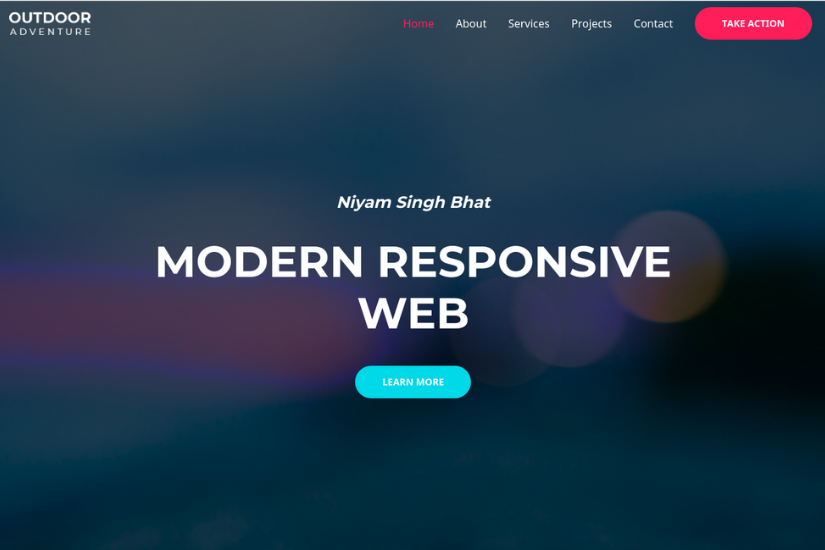 OUTDOOR
ADVENTURE
Home About Services Projects Contact TAKE ACTION
Niyam Singh Bhat
MODERN RESPONSIVE
WEB
LEARN MORE